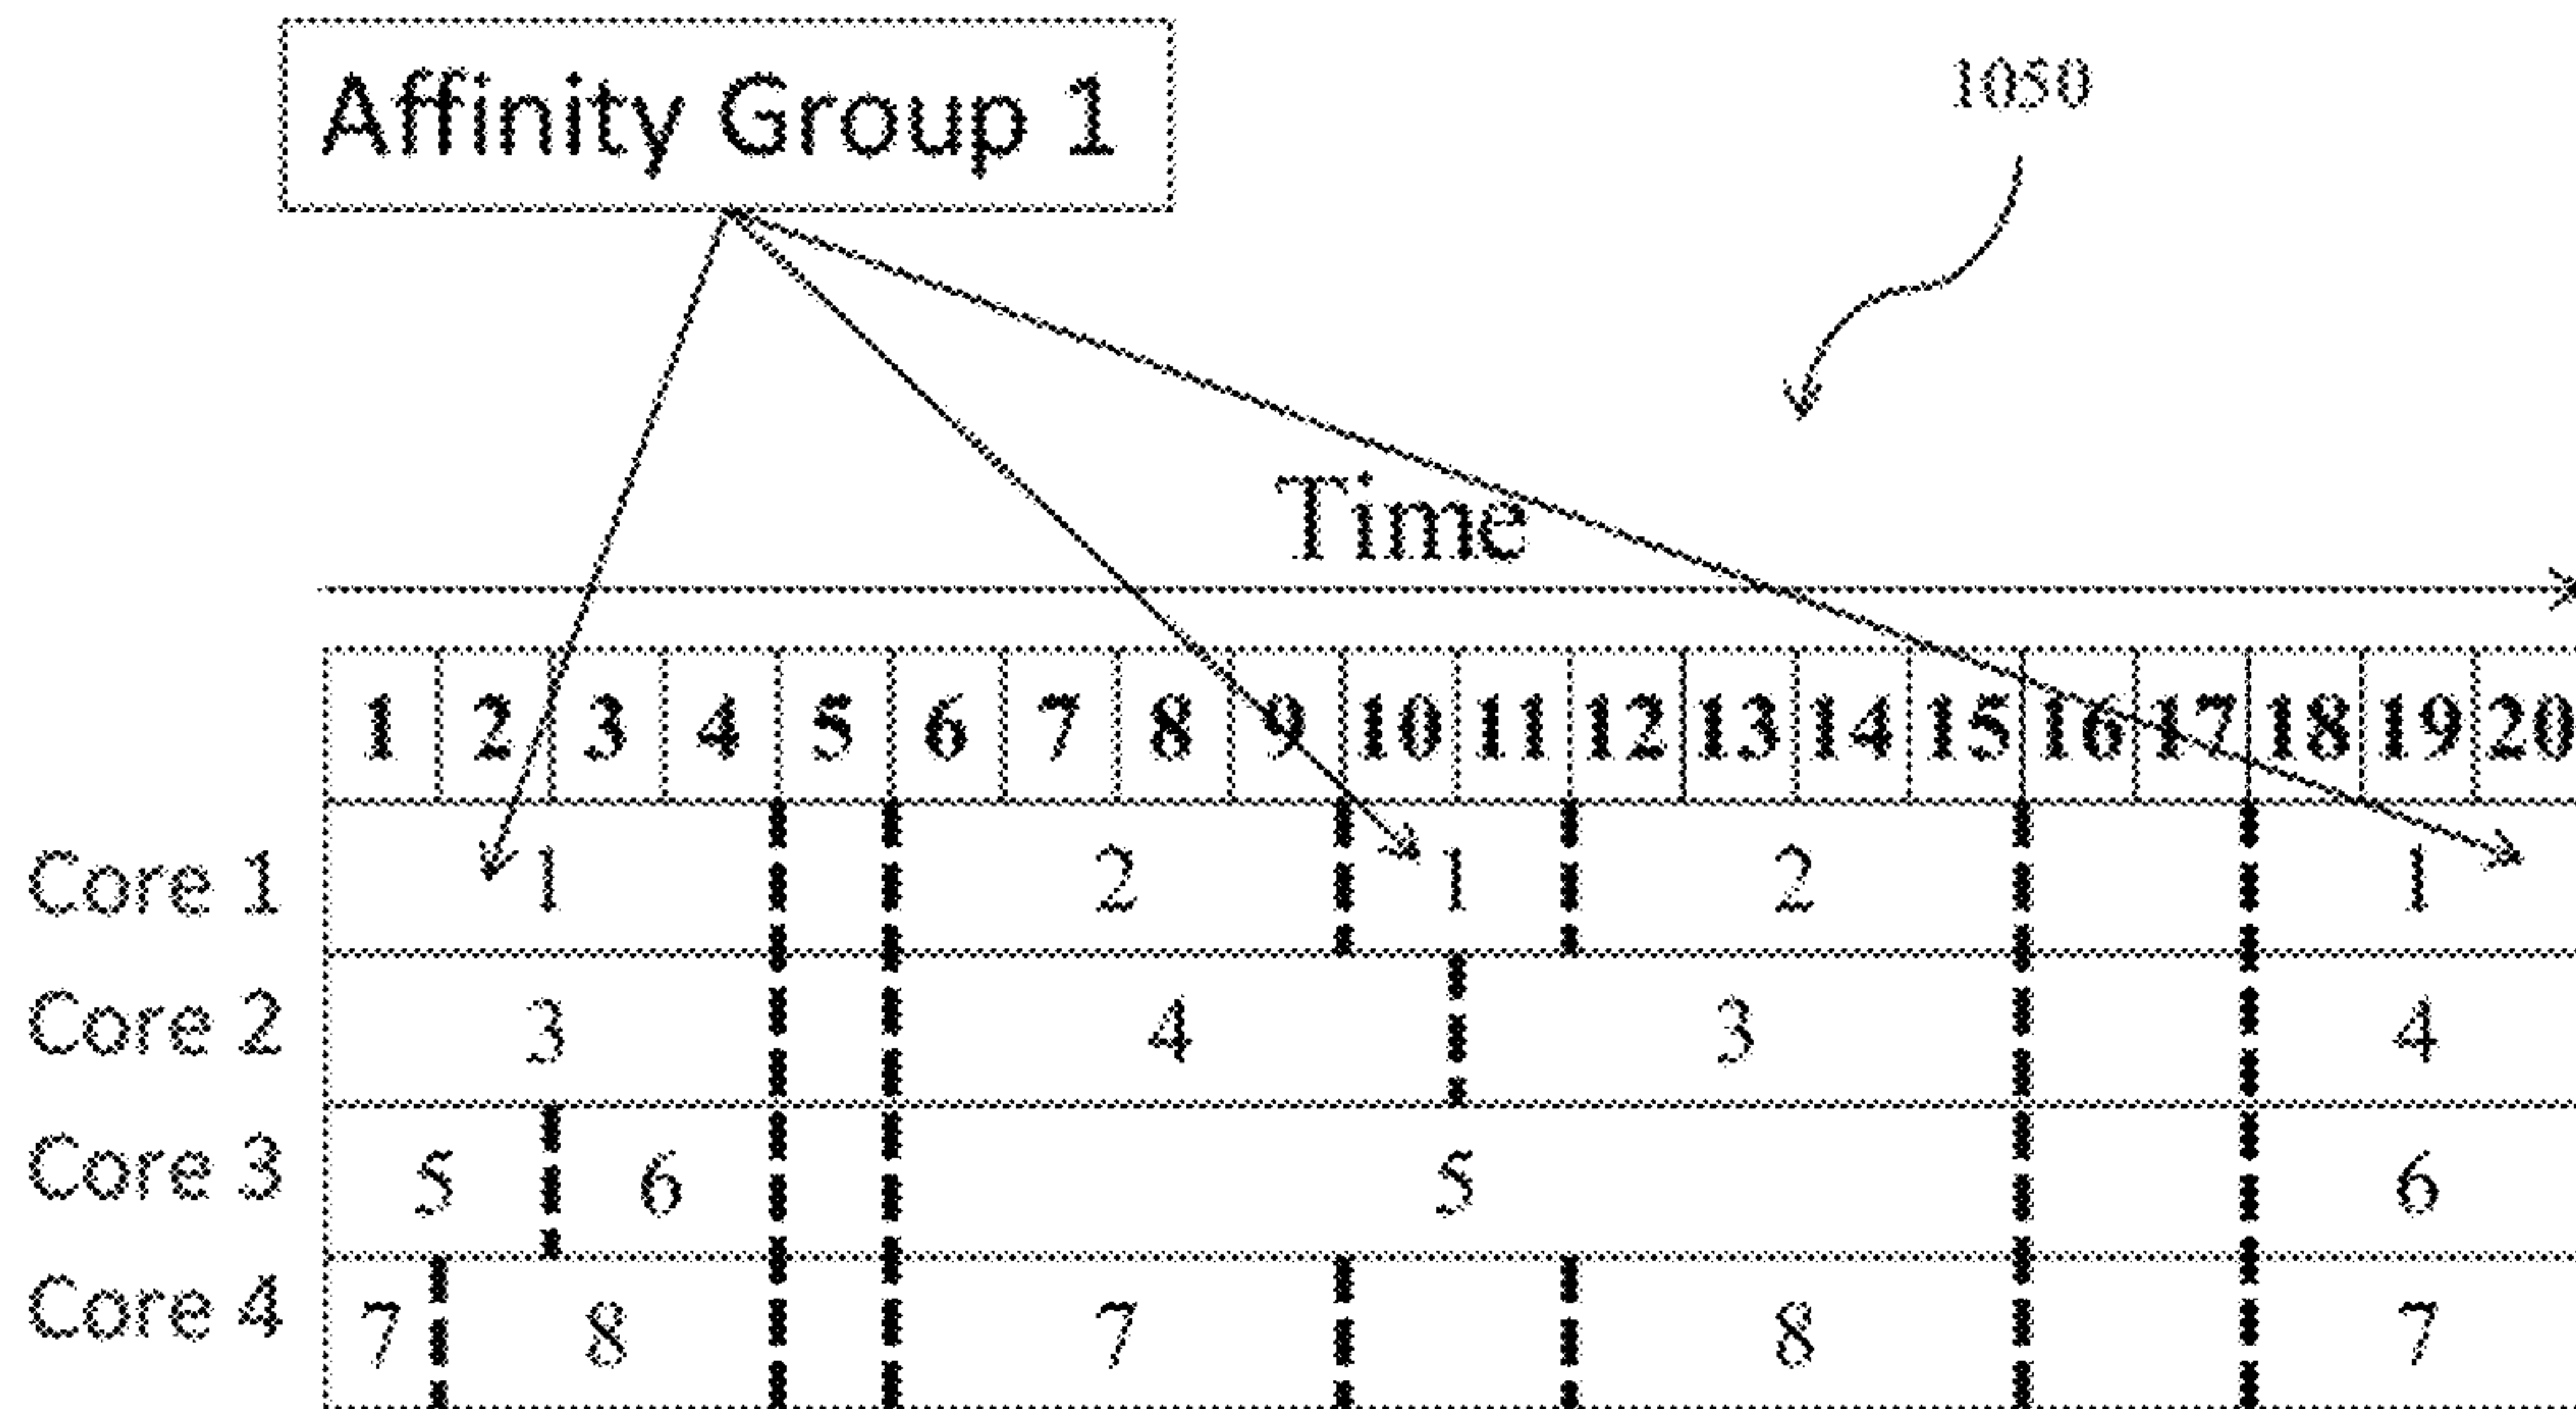 Affinity Group 1
1050
Time
1 2 3 4 5 6 7 8 9 10 11 12 13 14 15 16 17 18 19 20
Core 1 1 2 1 2 1
Core 2 3 4 3 4
Core 3 5 6 5 6
Core 4 7 8 7 8 7